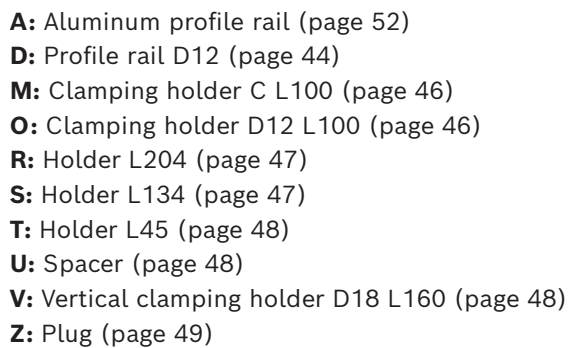 A: Aluminum profile rail (page 52)
D: Profile rail D12 (page 44)
M: Clamping holder C L100 (page 46)
O: Clamping holder D12 L100 (page 46)
R: Holder L204 (page 47)
S: Holder L134 (page 47)
T: Holder L45 (page 48)
U: Spacer (page 48)
V: Vertical clamping holder D18 L160 (page 48)
Z: Plug (page 49)